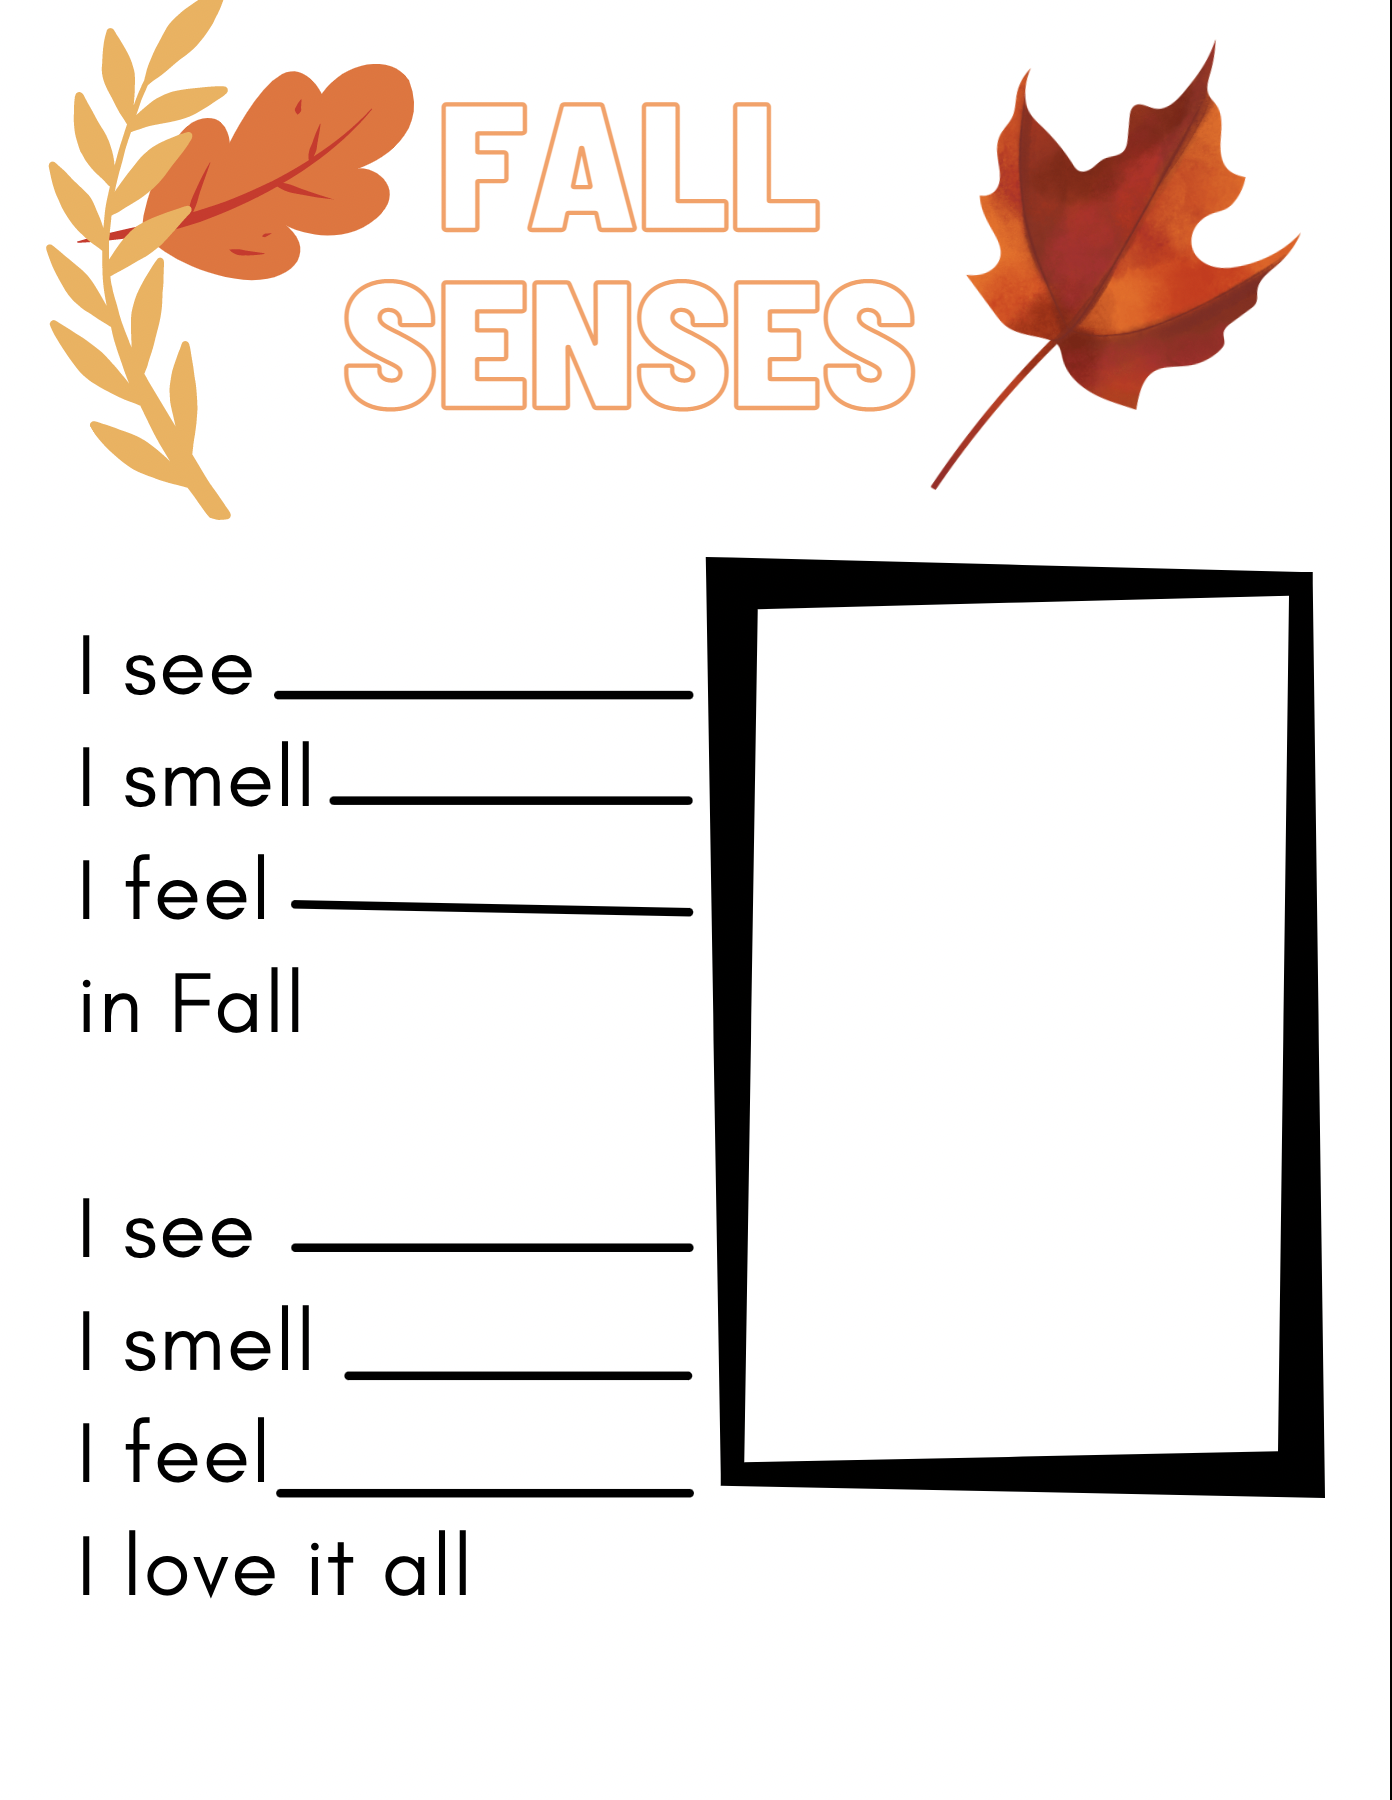 FALL
SENSES
I see
I smell
I feel
in Fall
I see
I smell
I feel
I love it all